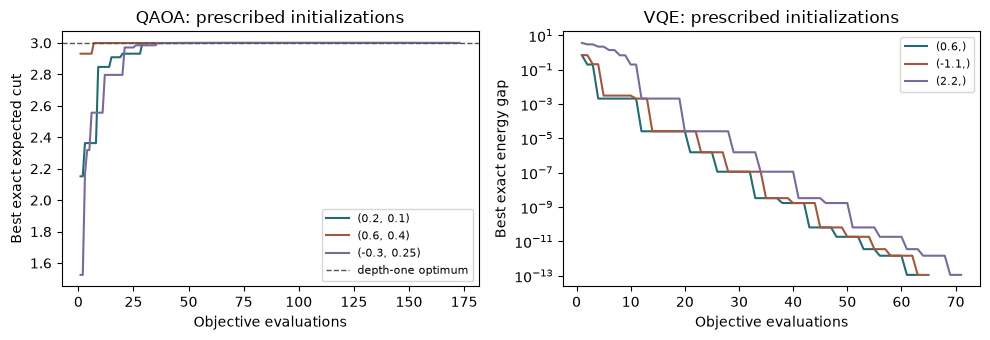 QAOA: prescribed initializations
Best exact expected cut
3.0
2.8
2.6
2.4
2.2
2.0
1.8
1.6
(0.2, 0.1)
(0.6, 0.4)
(-0.3, 0.25)
depth-one optimum
0 25 50 75 100 125 150 175
Objective evaluations
VQE: prescribed initializations
Best exact energy gap
10¹
10⁻¹
10⁻³
10⁻⁵
10⁻⁷
10⁻⁹
10⁻¹¹
10⁻¹³
(0.6,)
(-1.1,)
(2.2,)
0 10 20 30 40 50 60 70
Objective evaluations